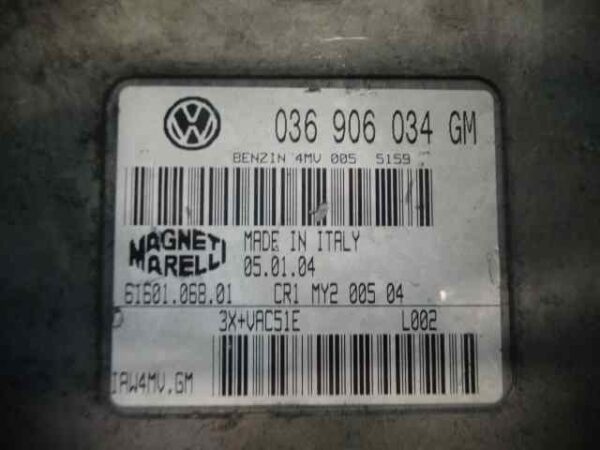 036 906 034 GM
BENZIN 4MV 005 5159
MAGNETI MARELLI
MADE IN ITALY
05.01.04
61601.068.01 CR1 MY2 005 04
3X+VAC51E L002
IAW4MV.GM